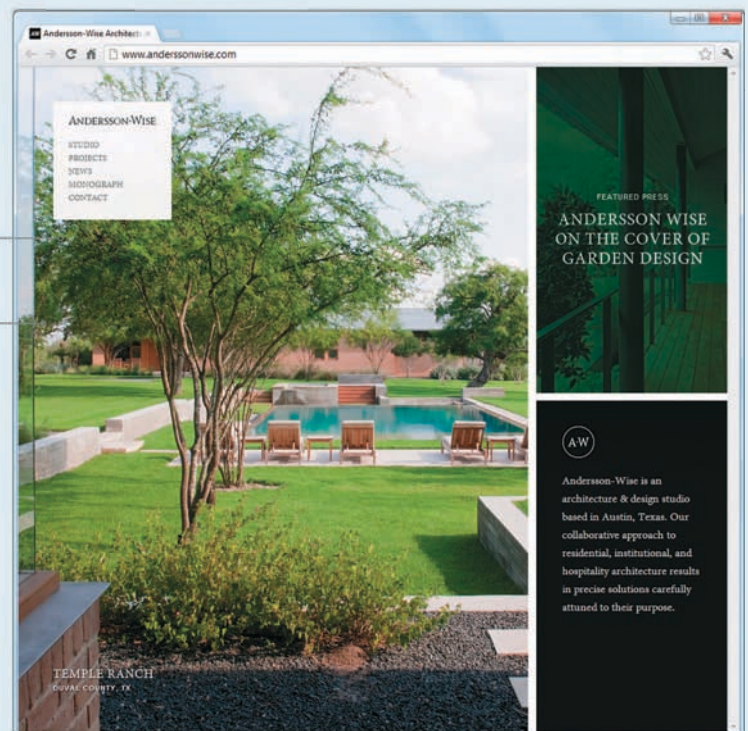 Andersson-Wise Architect
www.anderssonwise.com
ANDERSSON-WISE
STUDIO
PROJECTS
NEWS
MONOGRAPH
CONTACT
TEMPLE RANCH
DUVAL COUNTY, TX
FEATURED PRESS
ANDERSSON WISE
ON THE COVER OF
GARDEN DESIGN
A·W
Andersson-Wise is an
architecture & design studio
based in Austin, Texas. Our
collaborative approach to
residential, institutional, and
hospitality architecture results
in precise solutions carefully
attuned to their purpose.